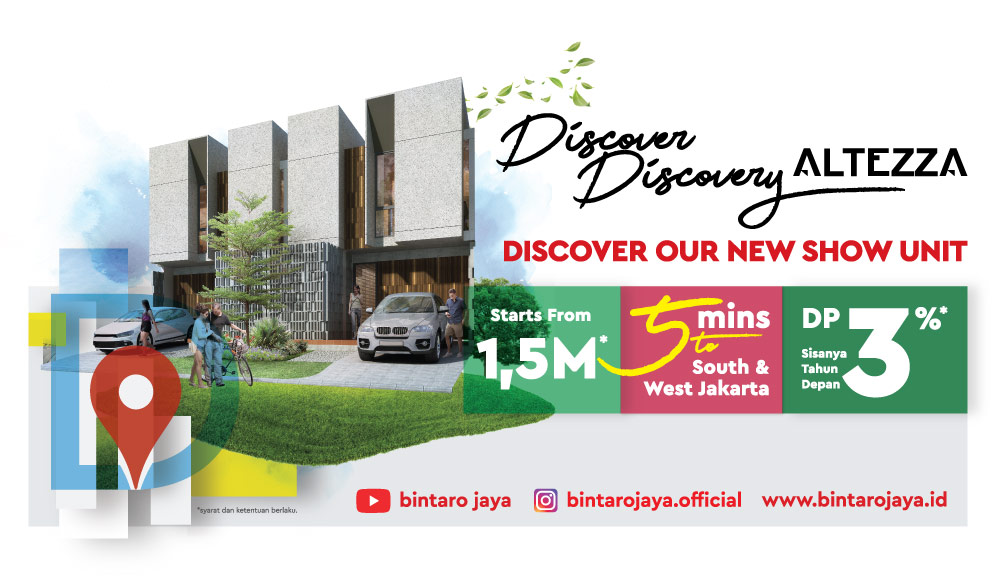 Discover
Discovery ALTEZZA
DISCOVER OUR NEW SHOW UNIT
Starts From
1,5M*
5 mins
to
South &
West Jakarta
DP 3%*
Sisanya
Tahun
Depan
bintaro jaya
bintarojaya.official
www.bintarojaya.id
*syarat dan ketentuan berlaku.